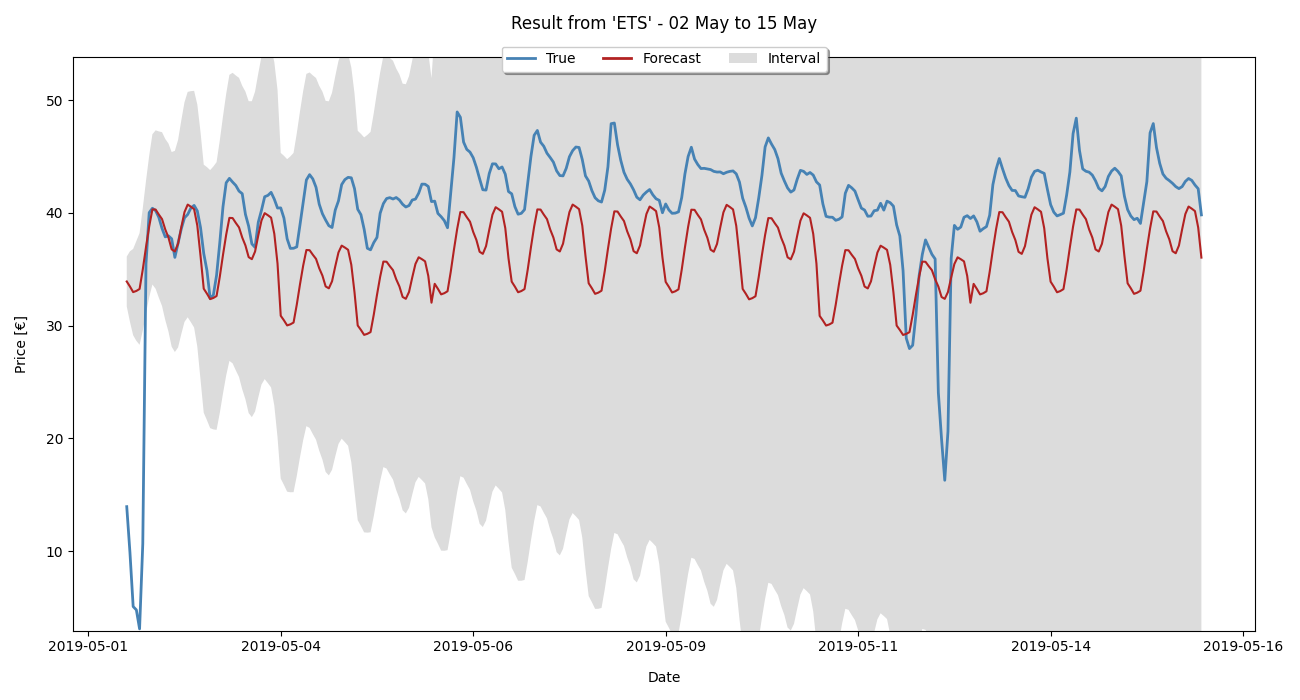 Result from 'ETS' - 02 May to 15 May
True Forecast Interval
50
40
30
20
10
Price [€]
2019-05-01 2019-05-04 2019-05-06 2019-05-09 2019-05-11 2019-05-14 2019-05-16
Date